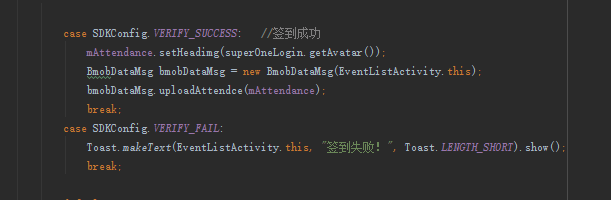 case SDKConfig.VERIFY_SUCCESS:   //签到成功
    mAttendance.setHeadimg(superOneLogin.getAvatar());
    BmobDataMsg bmobDataMsg = new BmobDataMsg(EventListActivity.this);
    bmobDataMsg.uploadAttendce(mAttendance);
    break;
case SDKConfig.VERIFY_FAIL:
    Toast.makeText(EventListActivity.this, "签到失败！", Toast.LENGTH_SHORT).show();
    break;